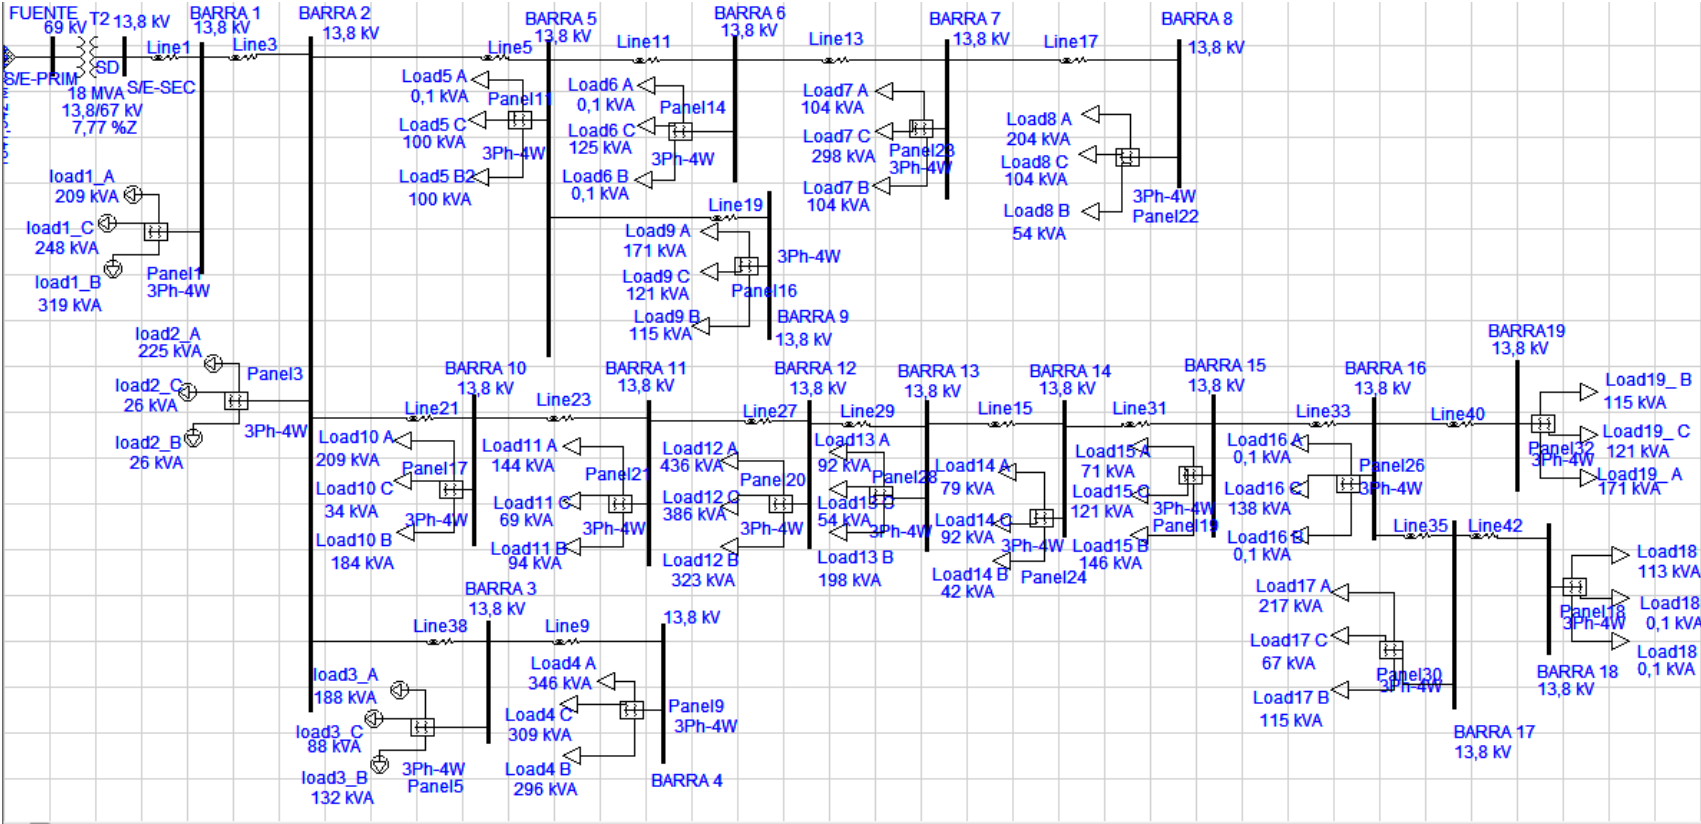 FUENTE
69 kV
T2
13,8 kV
S/E-PRIM
SD
S/E-SEC
18 MVA
13,8/67 kV
7,77 %Z
Line1
BARRA 1
13,8 kV
Line3
load1_A
209 kVA
load1_C
248 kVA
load1_B
319 kVA
Panel1
3Ph-4W
BARRA 2
13,8 kV
load2_A
225 kVA
load2_C
26 kVA
load2_B
26 kVA
Panel3
3Ph-4W
Line5
BARRA 5
13,8 kV
Load5 A
0,1 kVA
Load5 C
100 kVA
Load5 B2
100 kVA
Panel11
3Ph-4W
Line11
BARRA 6
13,8 kV
Load6 A
0,1 kVA
Load6 C
125 kVA
Load6 B
0,1 kVA
Panel14
3Ph-4W
Line13
BARRA 7
13,8 kV
Load7 A
104 kVA
Load7 C
298 kVA
Load7 B
104 kVA
Panel23
3Ph-4W
Line17
BARRA 8
13,8 kV
Load8 A
204 kVA
Load8 C
104 kVA
Load8 B
54 kVA
3Ph-4W
Panel22
Line19
Load9 A
171 kVA
Load9 C
121 kVA
Load9 B
115 kVA
3Ph-4W
Panel16
BARRA 9
13,8 kV
Line21
BARRA 10
13,8 kV
Load10 A
209 kVA
Load10 C
34 kVA
Load10 B
184 kVA
Panel17
3Ph-4W
Line23
BARRA 11
13,8 kV
Load11 A
144 kVA
Load11 C
69 kVA
Load11 B
94 kVA
Panel21
3Ph-4W
Line27
BARRA 12
13,8 kV
Load12 A
436 kVA
Load12 C
386 kVA
Load12 B
323 kVA
Panel20
3Ph-4W
Line29
BARRA 13
13,8 kV
Load13 A
92 kVA
Load13 C
54 kVA
Load13 B
198 kVA
Panel28
3Ph-4W
Line15
BARRA 14
13,8 kV
Load14 A
79 kVA
Load14 C
92 kVA
Load14 B
42 kVA
3Ph-4W
Panel24
Line31
BARRA 15
13,8 kV
Load15 A
71 kVA
Load15 C
121 kVA
Load15 B
146 kVA
3Ph-4W
Panel19
Line33
BARRA 16
13,8 kV
Load16 A
0,1 kVA
Load16 C
138 kVA
Load16 B
0,1 kVA
Panel26
3Ph-4W
Line40
BARRA19
13,8 kV
Load19_ B
115 kVA
Load19_ C
121 kVA
Load19_ A
171 kVA
Panel32
3Ph-4W
Line35
Line42
Load17 A
217 kVA
Load17 C
67 kVA
Load17 B
115 kVA
Panel30
3Ph-4W
BARRA 17
13,8 kV
Load18
113 kVA
Load18
0,1 kVA
Load18
0,1 kVA
Panel18
3Ph-4W
BARRA 18
13,8 kV
Line38
BARRA 3
13,8 kV
load3_A
188 kVA
load3_C
88 kVA
load3_B
132 kVA
3Ph-4W
Panel5
Line9
13,8 kV
Load4 A
346 kVA
Load4 C
309 kVA
Load4 B
296 kVA
Panel9
3Ph-4W
BARRA 4